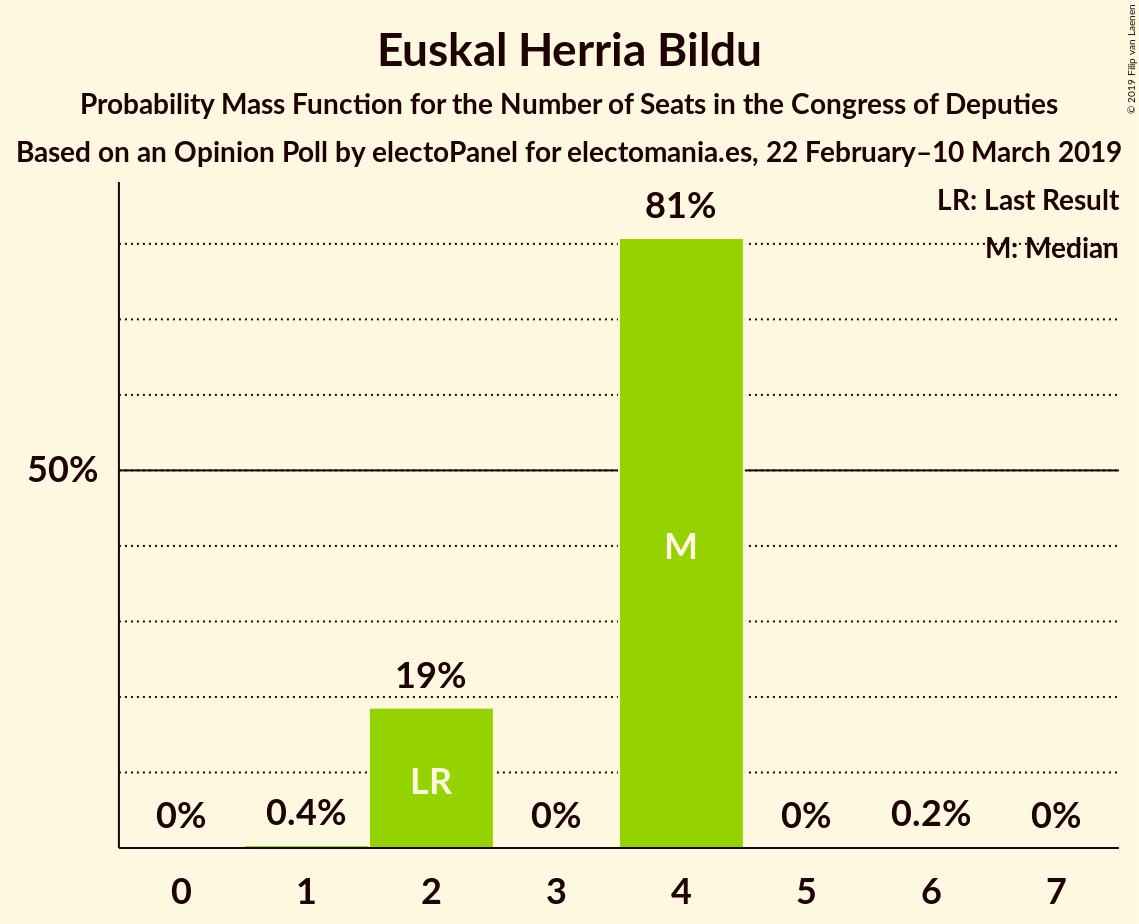 Euskal Herria Bildu
Probability Mass Function for the Number of Seats in the Congress of Deputies
Based on an Opinion Poll by electoPanel for electomania.es, 22 February–10 March 2019
© 2019 Filip van Laenen
LR: Last Result
M: Median
81%
50%
M
19%
LR
0%
0.4%
0%
0%
0.2%
0%
0 1 2 3 4 5 6 7